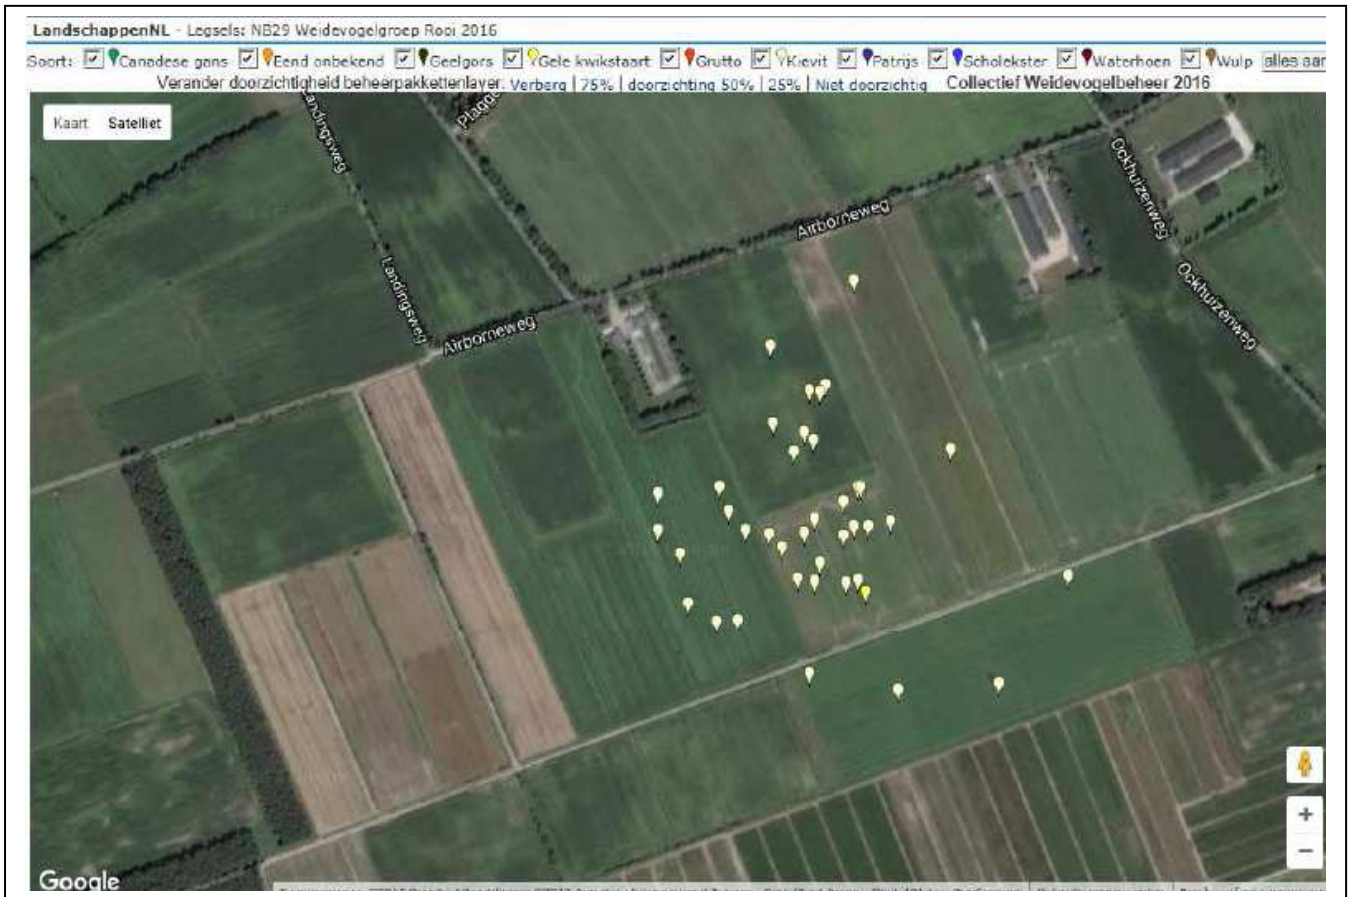 LandschappenNL - Legsels: NB29 Weidevogelgroep Rooi 2016
Soort: Canadese gans Eend onbekend Geelgors Gele kwikstaart Grutto Kievit Patrijs Scholekster Waterhoen Wulp alles aan
Verander doorzichtigheid beheerpakkettenlayer: Verberg | 75% | doorzichting 50% | 25% | Niet doorzichtig Collectief Weidevogelbeheer 2016
Kaart Satelliet
Landingsweg
Ockhuizenweg
Airborneweg
Landingsweg
Ockhuizenweg
Airborneweg
+
−
Google